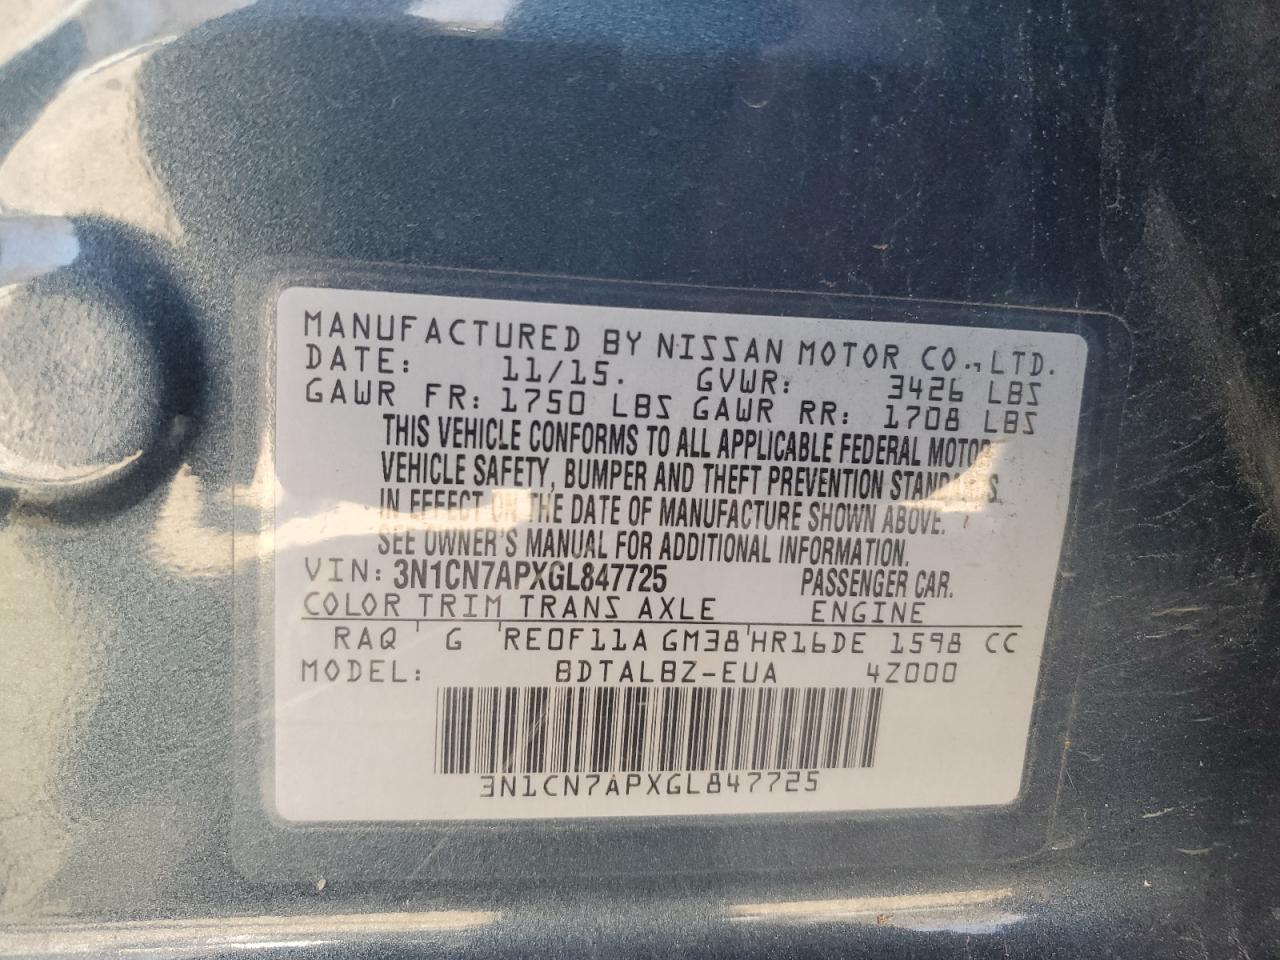 MANUFACTURED BY NISSAN MOTOR CO., LTD.
DATE: 11/15. GVWR: 3426 LBS
GAWR FR: 1750 LBS GAWR RR: 1708 LBS
THIS VEHICLE CONFORMS TO ALL APPLICABLE FEDERAL MOTOR
VEHICLE SAFETY, BUMPER AND THEFT PREVENTION STANDARDS
IN EFFECT ON THE DATE OF MANUFACTURE SHOWN ABOVE.
SEE OWNER'S MANUAL FOR ADDITIONAL INFORMATION.
VIN: 3N1CN7APXGL847725 PASSENGER CAR.
COLOR TRIM TRANS AXLE ENGINE
RAQ G RE0F11A GM38 HR16DE 1598 CC
MODEL: BDTALBZ-EUA 4Z000
3N1CN7APXGL847725